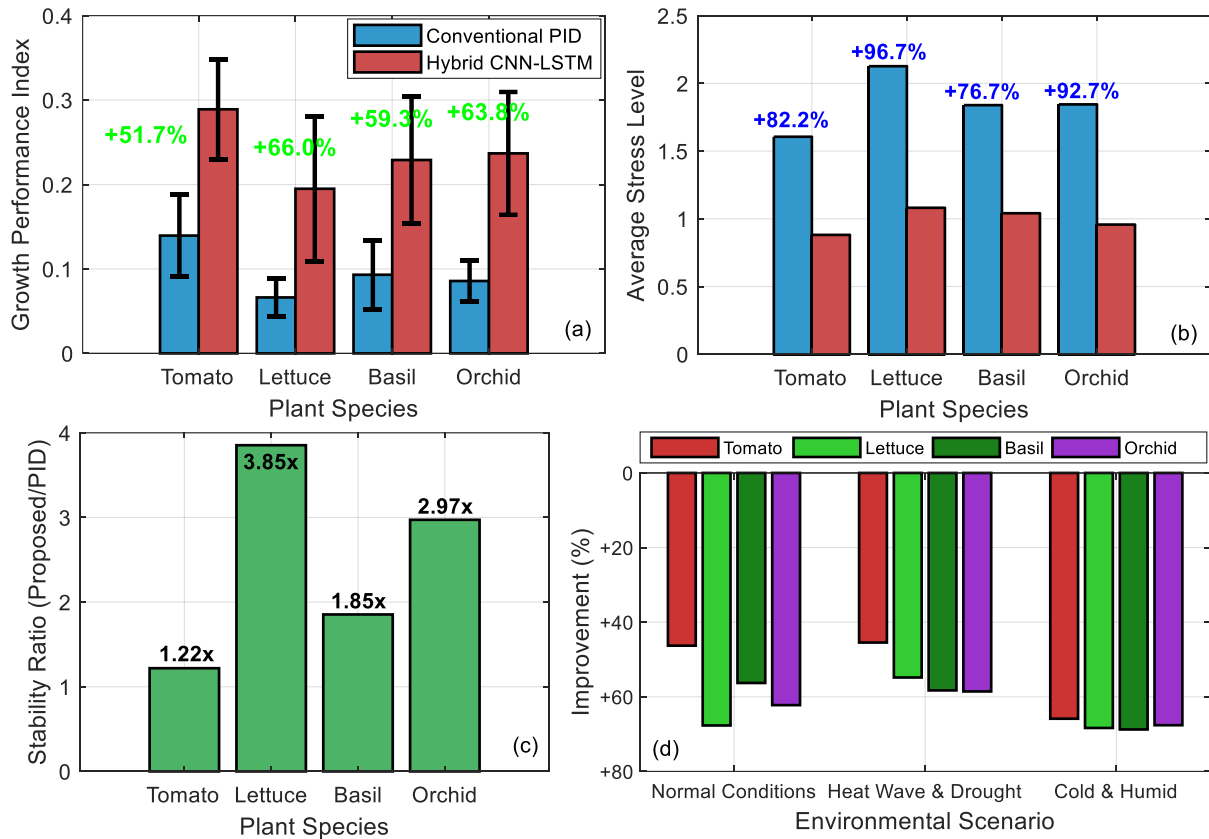 0.4
0.3
0.2
0.1
0
Growth Performance Index
Conventional PID
Hybrid CNN-LSTM
+51.7%
+66.0%
+59.3%
+63.8%
(a)
Tomato Lettuce Basil Orchid
Plant Species
2.5
2
1.5
1
0.5
0
Average Stress Level
+82.2%
+96.7%
+76.7%
+92.7%
(b)
Tomato Lettuce Basil Orchid
Plant Species
4
3
2
1
0
Stability Ratio (Proposed/PID)
1.22x
3.85x
1.85x
2.97x
(c)
Tomato Lettuce Basil Orchid
Plant Species
Tomato Lettuce Basil Orchid
0
+20
+40
+60
+80
Improvement (%)
(d)
Normal Conditions Heat Wave & Drought Cold & Humid
Environmental Scenario